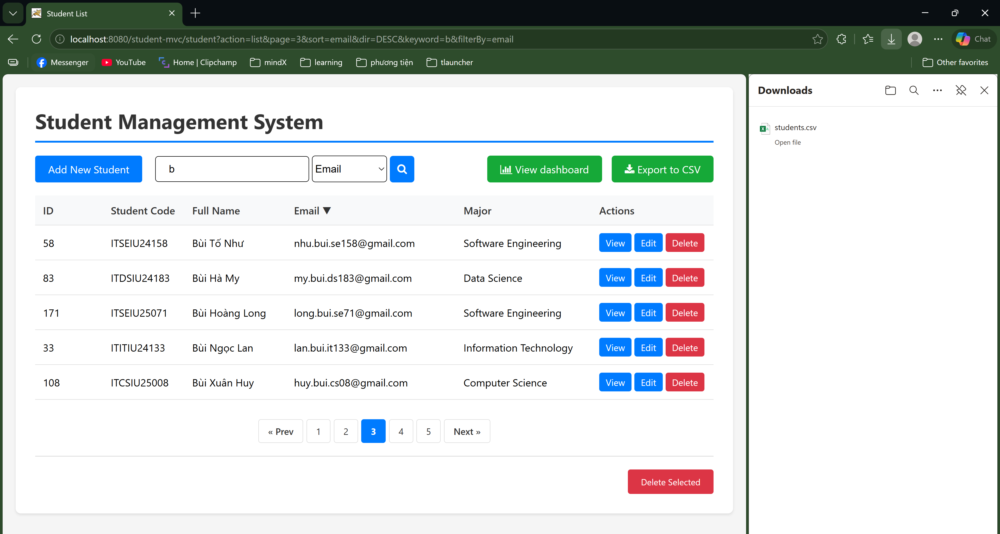 Student List
localhost:8080/student-mvc/student?action=list&page=3&sort=email&dir=DESC&keyword=b&filterBy=email
Chat
Messenger
YouTube
Home | Clipchamp
mindX
learning
phương tiện
tlauncher
Other favorites
Student Management System
Add New Student
b
Email
View dashboard
Export to CSV
ID Student Code Full Name Email ▼ Major Actions
58 ITSEIU24158 Bùi Tố Như nhu.bui.se158@gmail.com Software Engineering View Edit Delete
83 ITDSIU24183 Bùi Hà My my.bui.ds183@gmail.com Data Science View Edit Delete
171 ITSEIU25071 Bùi Hoàng Long long.bui.se71@gmail.com Software Engineering View Edit Delete
33 ITITIU24133 Bùi Ngọc Lan lan.bui.it133@gmail.com Information Technology View Edit Delete
108 ITCSIU25008 Bùi Xuân Huy huy.bui.cs08@gmail.com Computer Science View Edit Delete
« Prev 1 2 3 4 5 Next »
Delete Selected
Downloads
students.csv
Open file